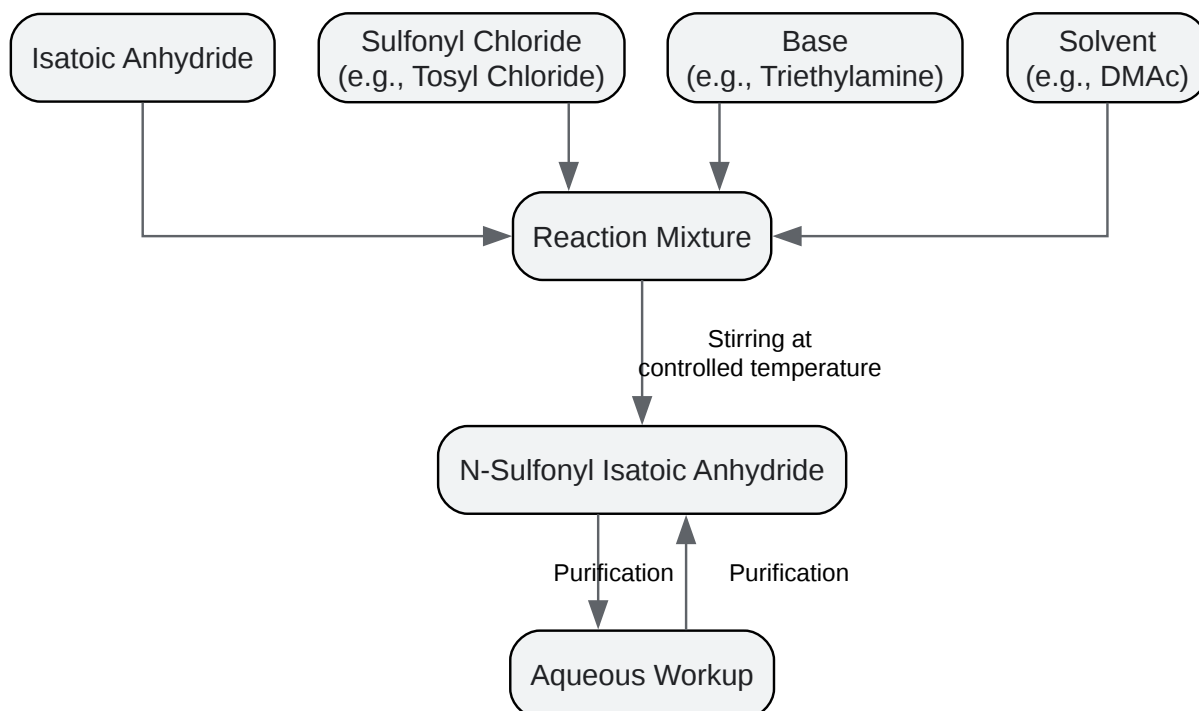 Isatoic Anhydride
Sulfonyl Chloride
(e.g., Tosyl Chloride)
Base
(e.g., Triethylamine)
Solvent
(e.g., DMAc)
Reaction Mixture
Stirring at
controlled temperature
N-Sulfonyl Isatoic Anhydride
Purification
Purification
Aqueous Workup